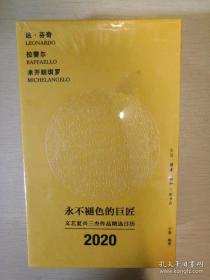 达·芬奇
LEONARDO
拉斐尔
RAFFAELLO
米开朗琪罗
MICHELANGELO
永不褪色的巨匠
文艺复兴三杰作品精选日历
2020